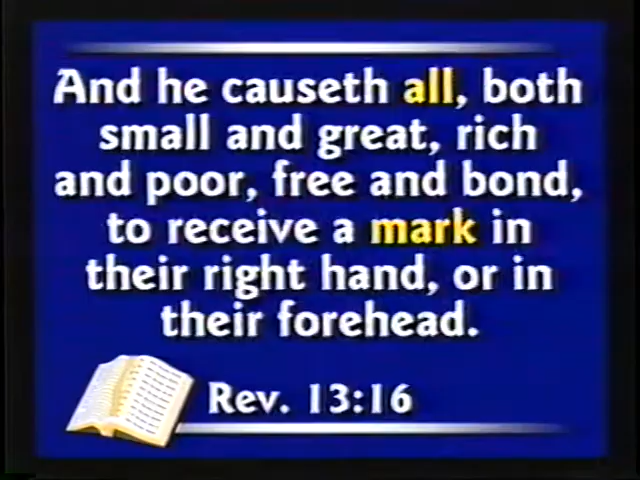 And he causeth all, both
small and great, rich
and poor, free and bond,
to receive a mark in
their right hand, or in
their forehead.
Rev. 13:16